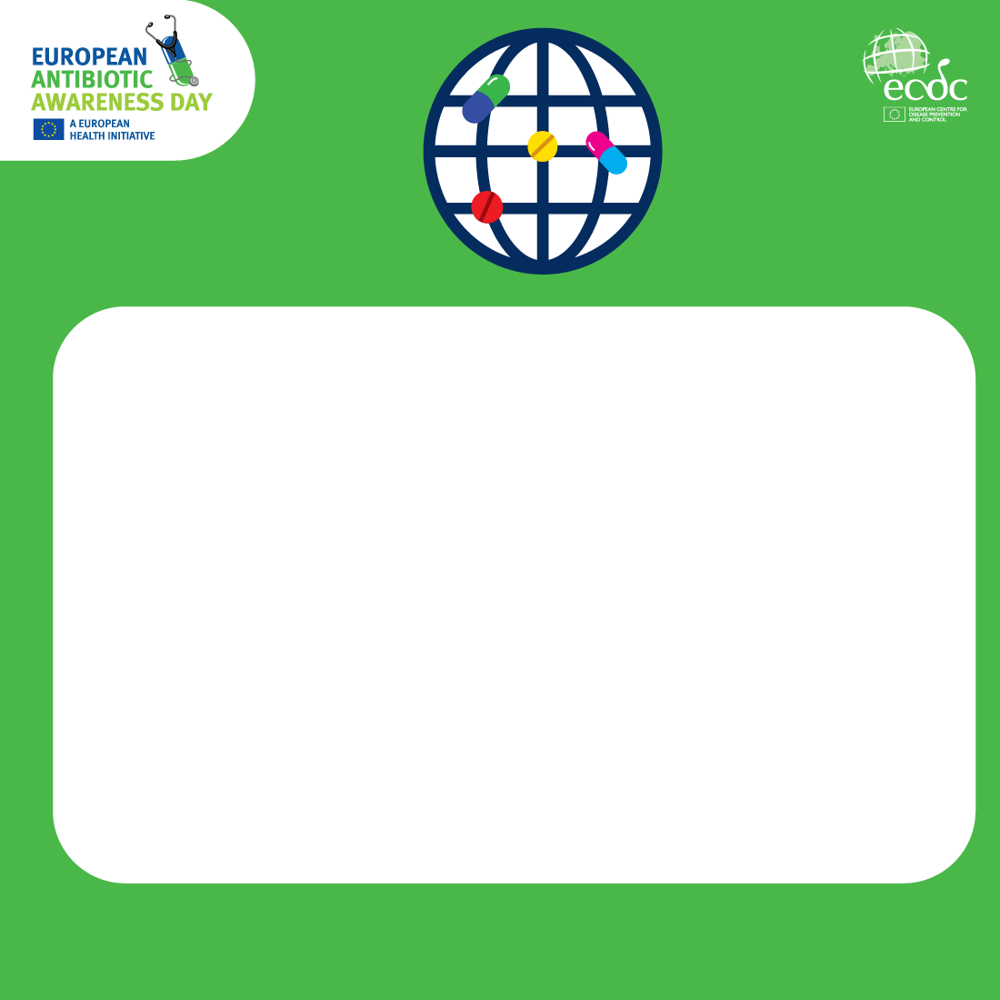 EUROPEAN
ANTIBIOTIC
AWARENESS DAY
A EUROPEAN
HEALTH INITIATIVE
ecdc
EUROPEAN CENTRE FOR
DISEASE PREVENTION
AND CONTROL